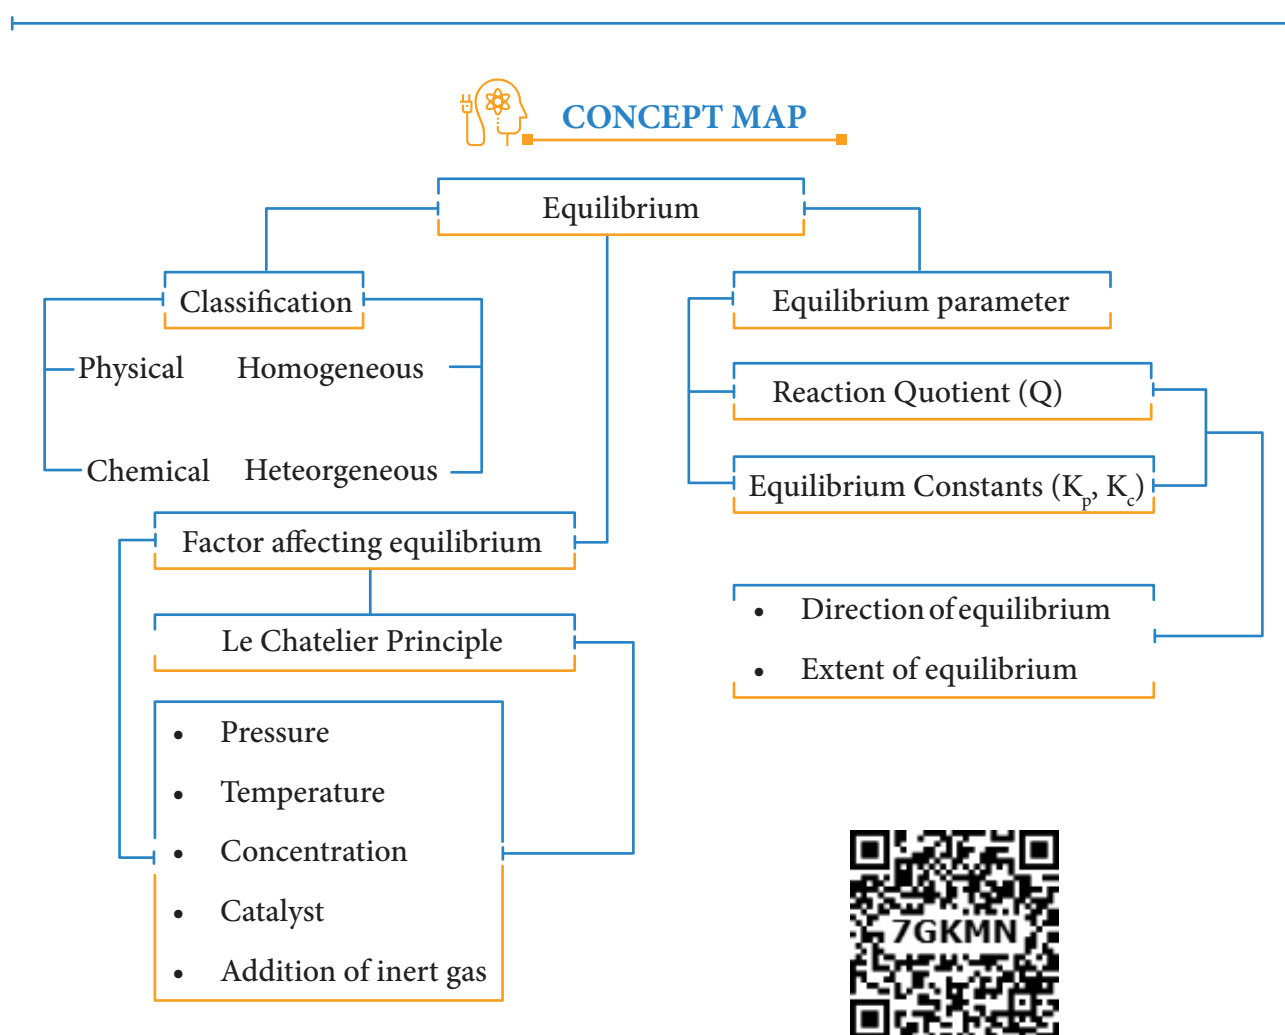 CONCEPT MAP
Equilibrium
Classification
Physical
Homogeneous
Chemical
Heteorgeneous
Factor affecting equilibrium
Le Chatelier Principle
• Pressure
• Temperature
• Concentration
• Catalyst
• Addition of inert gas
Equilibrium parameter
Reaction Quotient (Q)
Equilibrium Constants (Kp, Kc)
• Direction of equilibrium
• Extent of equilibrium
7GKMN